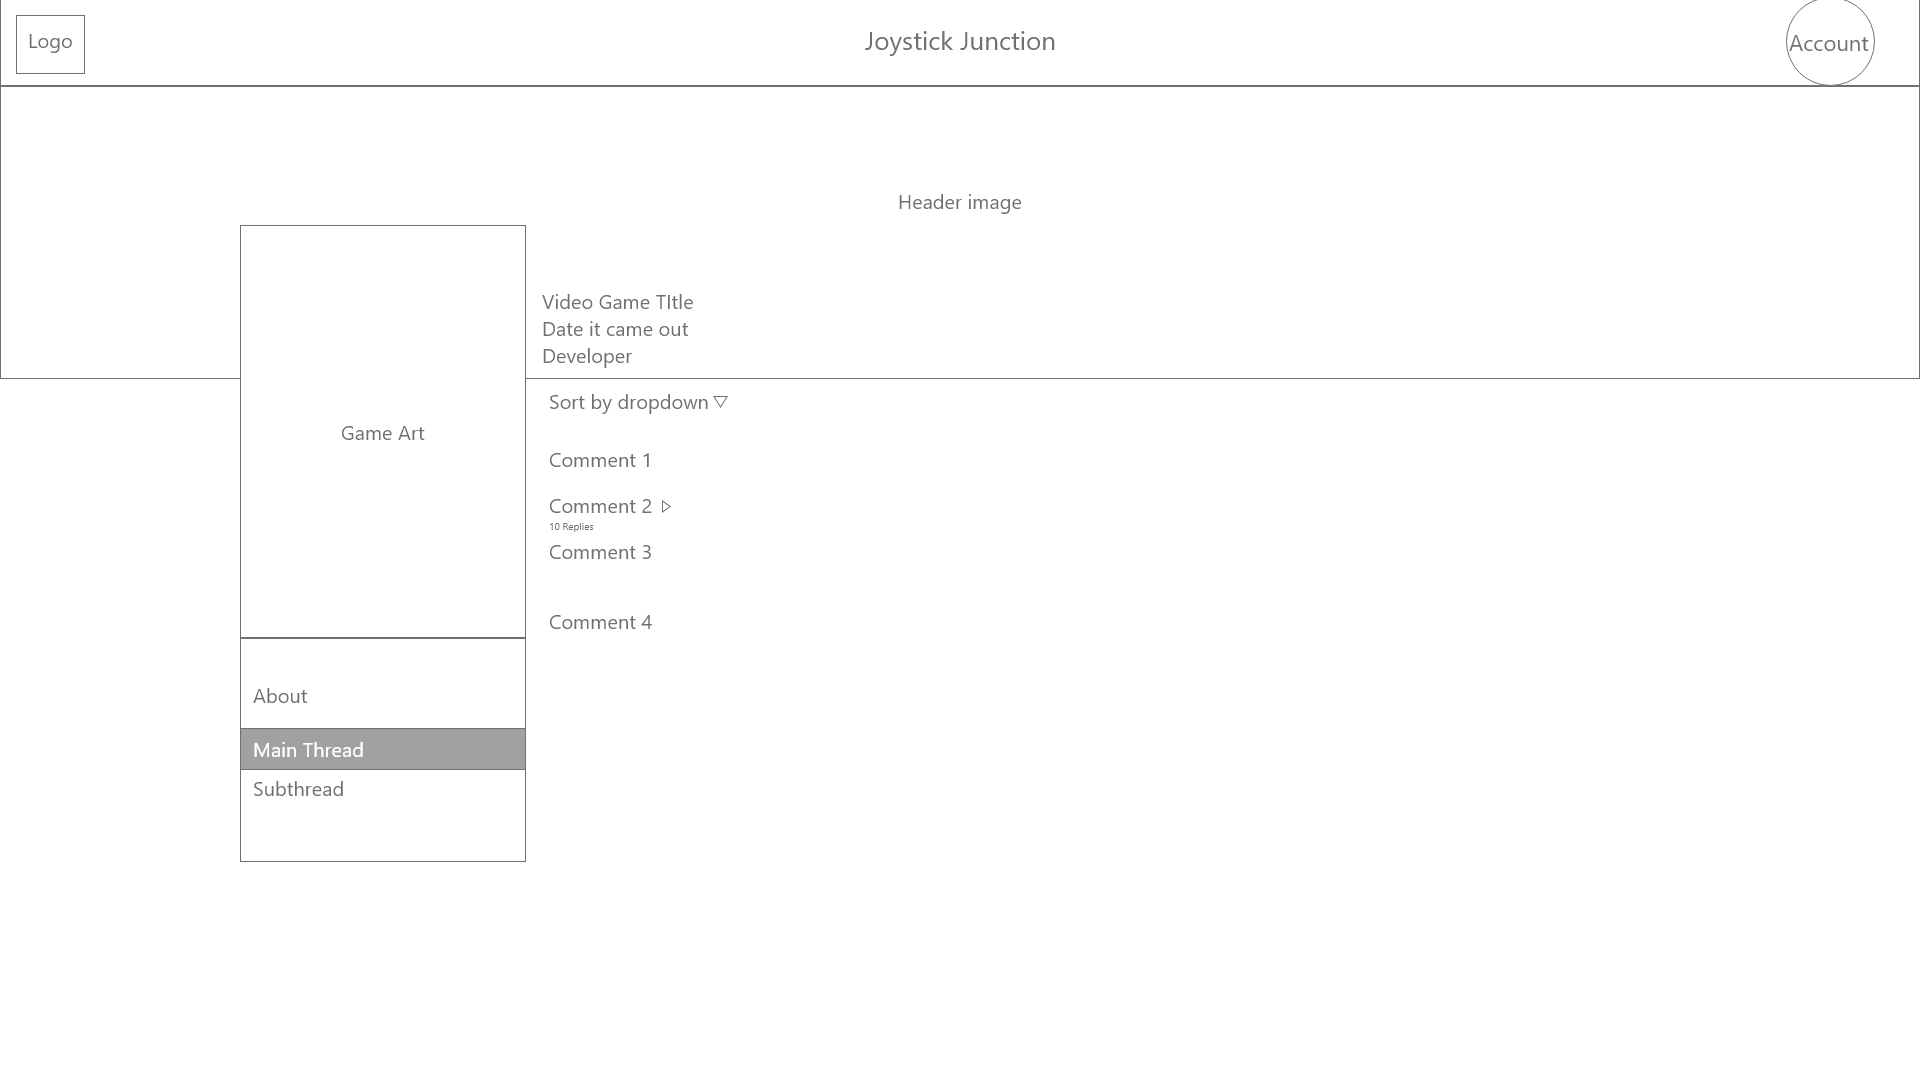 Logo
Joystick Junction
Account
Header image
Video Game TItle
Date it came out
Developer
Game Art
Sort by dropdown
Comment 1
Comment 2
10 Replies
Comment 3
Comment 4
About
Main Thread
Subthread